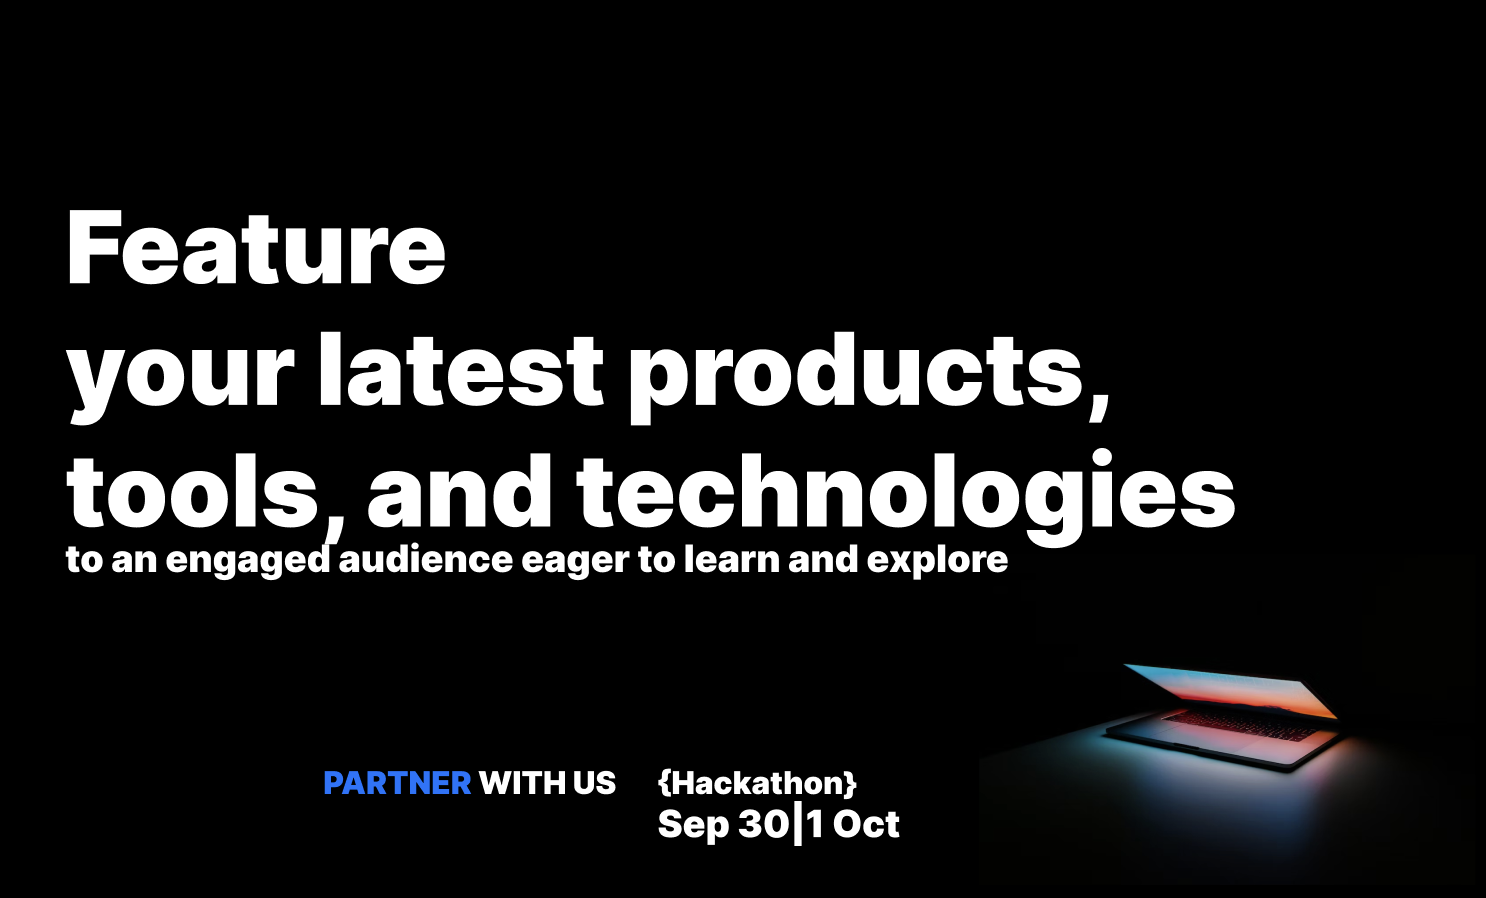 Feature
your latest products,
tools, and technologies
to an engaged audience eager to learn and explore
PARTNER WITH US
{Hackathon}
Sep 30|1 Oct